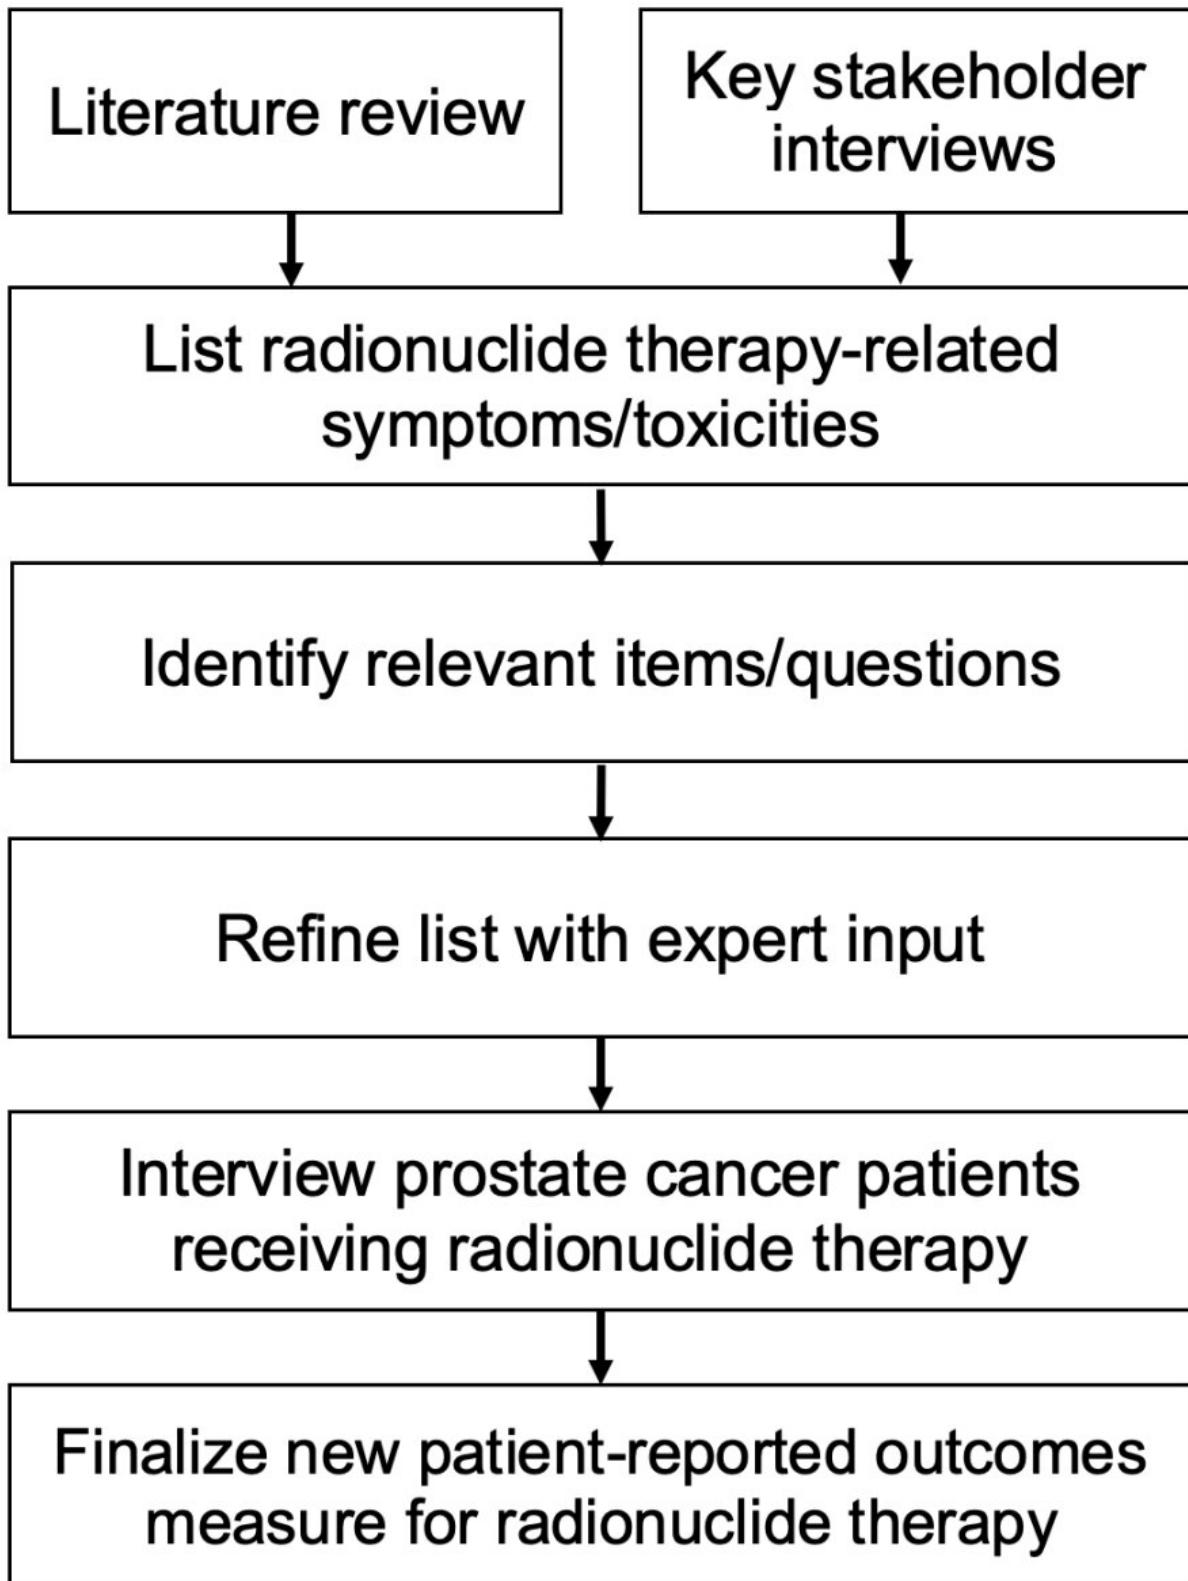 Literature review
Key stakeholder
interviews
List radionuclide therapy-related
symptoms/toxicities
Identify relevant items/questions
Refine list with expert input
Interview prostate cancer patients
receiving radionuclide therapy
Finalize new patient-reported outcomes
measure for radionuclide therapy